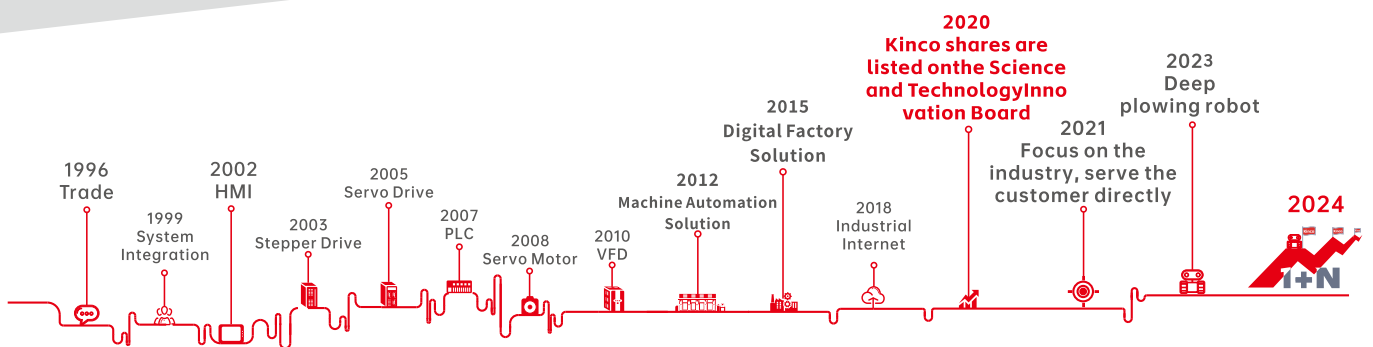 1996
Trade
1999
System
Integration
2002
HMI
2003
Stepper Drive
2005
Servo Drive
2007
PLC
2008
Servo Motor
2010
VFD
2012
Machine Automation
Solution
2015
Digital Factory
Solution
2018
Industrial
Internet
2020
Kinco shares are
listed onthe Science
and TechnologyInno
vation Board
2021
Focus on the
industry, serve the
customer directly
2023
Deep
plowing robot
2024
1+N